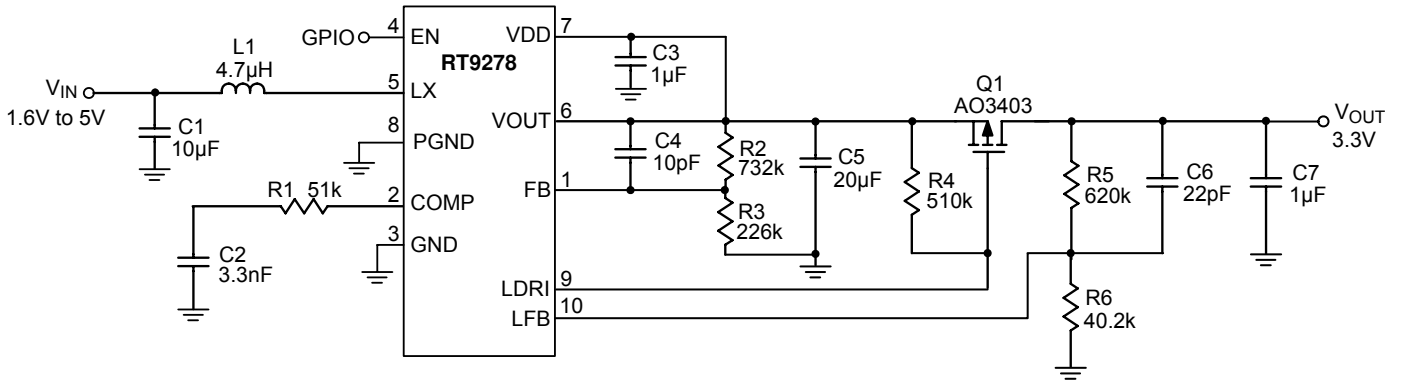 GPIO
4
EN
VDD
7
RT9278
L1
4.7µH
C3
1µF
VIN
1.6V to 5V
5
LX
C1
10µF
8
PGND
VOUT
6
C4
10pF
R2
732k
C5
20µF
Q1
AO3403
VOUT
3.3V
R1 51k
2
COMP
FB
1
R3
226k
R4
510k
R5
620k
C6
22pF
C7
1µF
C2
3.3nF
3
GND
LDRI
9
LFB
10
R6
40.2k